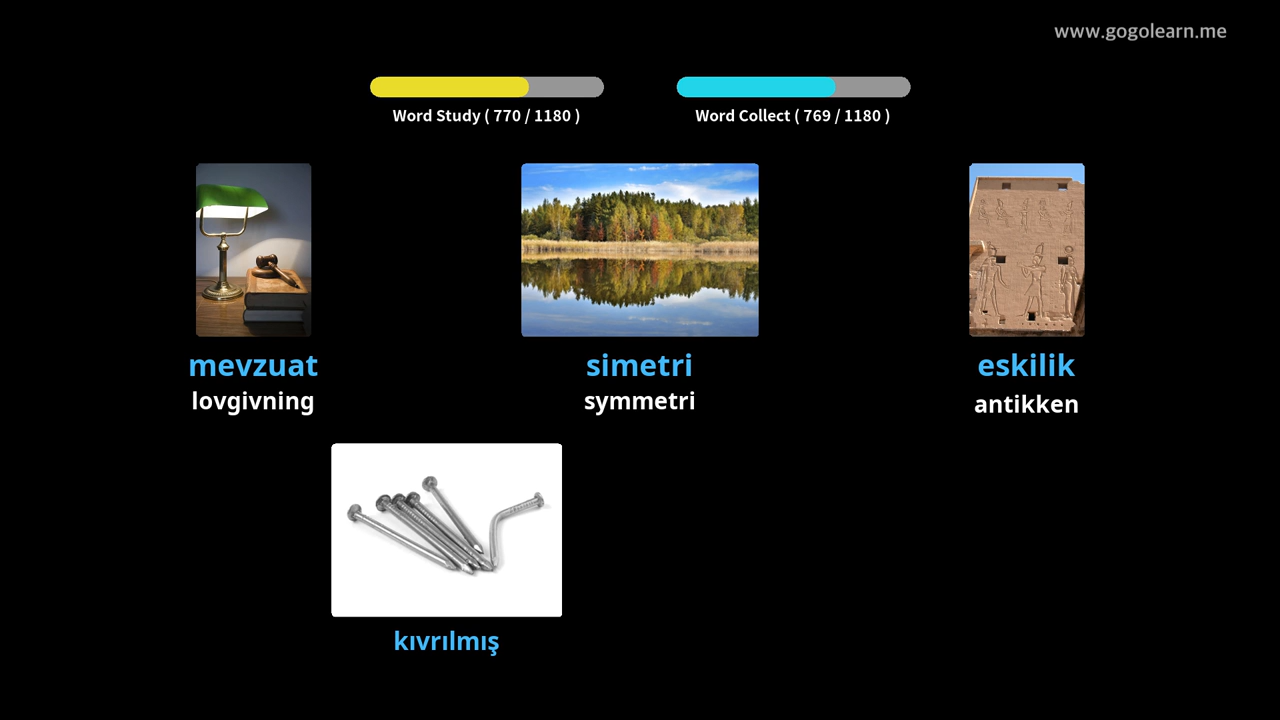 www.gogolearn.me
Word Study ( 770 / 1180 )
Word Collect ( 769 / 1180 )
mevzuat
lovgivning
simetri
symmetri
eskilik
antikken
kıvrılmış